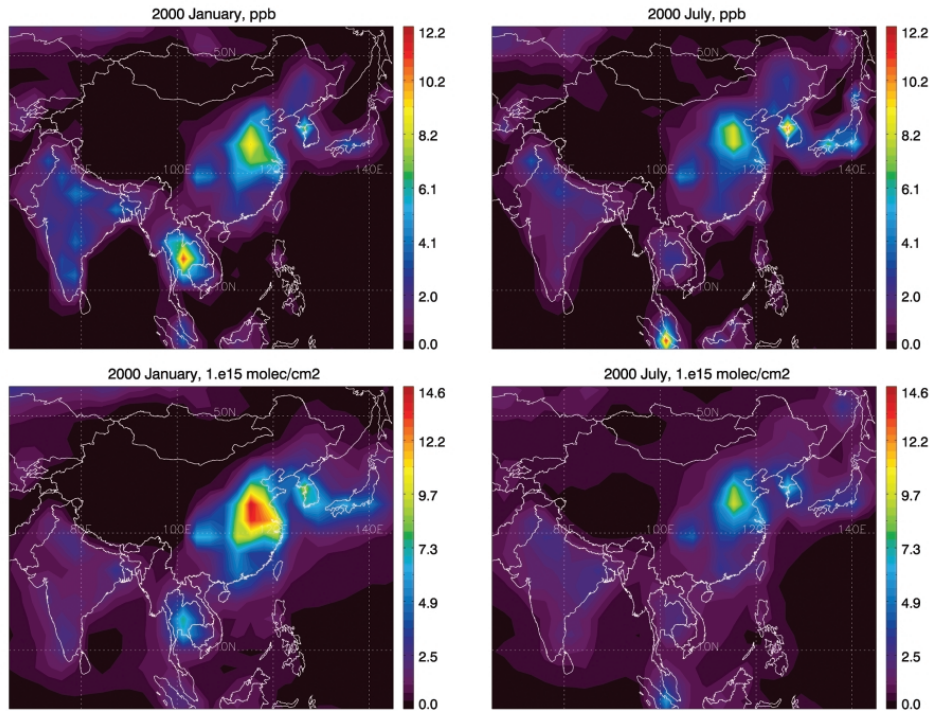 2000 January, ppb
50N
100E
120E
140E
10N
12.2
10.2
8.2
6.1
4.1
2.0
0.0
2000 July, ppb
50N
100E
120E
140E
10N
12.2
10.2
8.2
6.1
4.1
2.0
0.0
2000 January, 1.e15 molec/cm2
50N
100E
140E
10N
14.6
12.2
9.7
7.3
4.9
2.5
0.0
2000 July, 1.e15 molec/cm2
50N
100E
120E
140E
10N
14.6
12.2
9.7
7.3
4.9
2.5
0.0